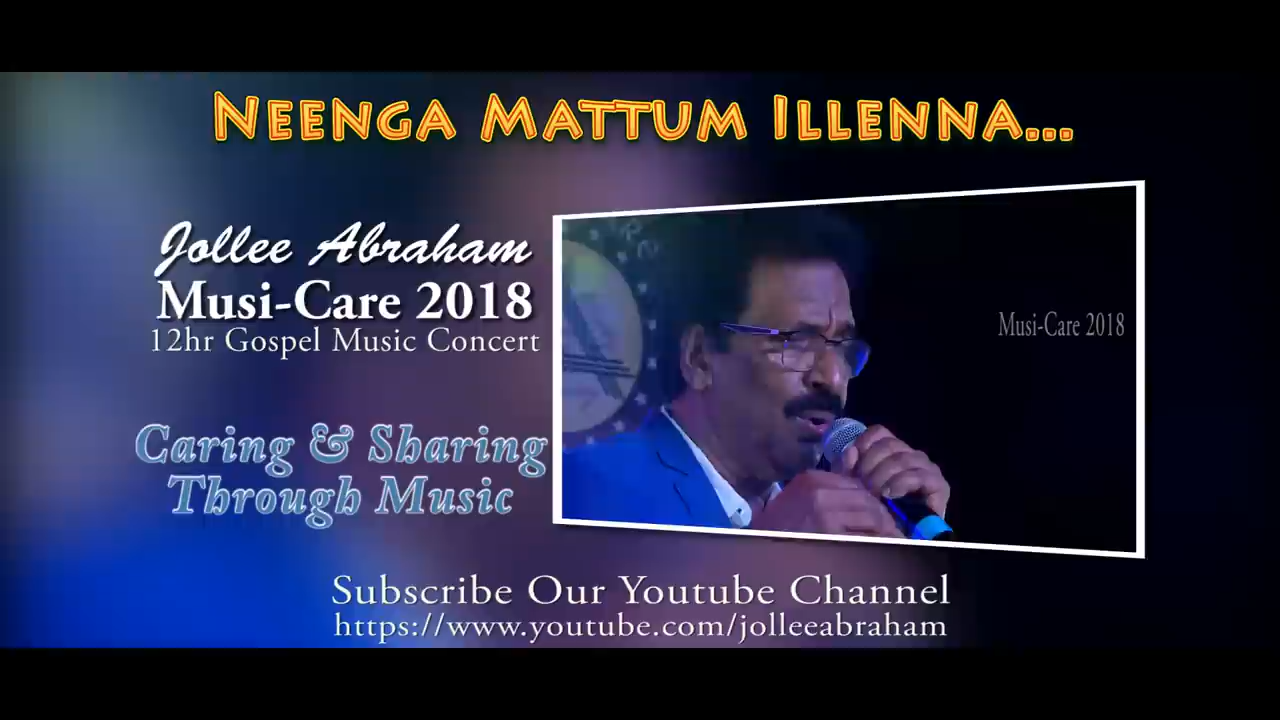 NEENGA MATTUM ILLENNA...
Jollee Abraham
Musi-Care 2018
12hr Gospel Music Concert
Musi-Care 2018
Caring & Sharing
Through Music
Subscribe Our Youtube Channel
https://www.youtube.com/jolleeabraham